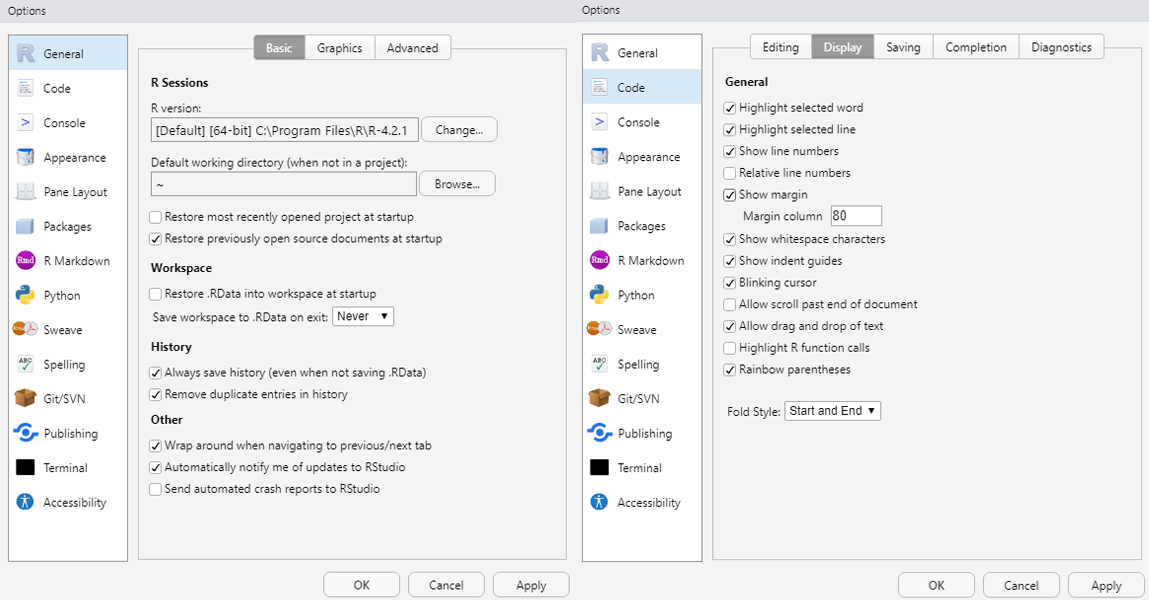 Options
General
Code
Console
Appearance
Pane Layout
Packages
Rmd R Markdown
Python
Sweave
ABC Spelling
Git/SVN
Publishing
Terminal
Accessibility
Basic Graphics Advanced
R Sessions
R version:
[Default] [64-bit] C:\Program Files\R\R-4.2.1 Change...
Default working directory (when not in a project):
~ Browse...
Restore most recently opened project at startup
Restore previously open source documents at startup
Workspace
Restore .RData into workspace at startup
Save workspace to .RData on exit: Never
History
Always save history (even when not saving .RData)
Remove duplicate entries in history
Other
Wrap around when navigating to previous/next tab
Automatically notify me of updates to RStudio
Send automated crash reports to RStudio
OK Cancel Apply
Options
General
Code
Console
Appearance
Pane Layout
Packages
Rmd R Markdown
Python
Sweave
ABC Spelling
Git/SVN
Publishing
Terminal
Accessibility
Editing Display Saving Completion Diagnostics
General
Highlight selected word
Highlight selected line
Show line numbers
Relative line numbers
Show margin
Margin column 80
Show whitespace characters
Show indent guides
Blinking cursor
Allow scroll past end of document
Allow drag and drop of text
Highlight R function calls
Rainbow parentheses
Fold Style: Start and End
OK Cancel Apply